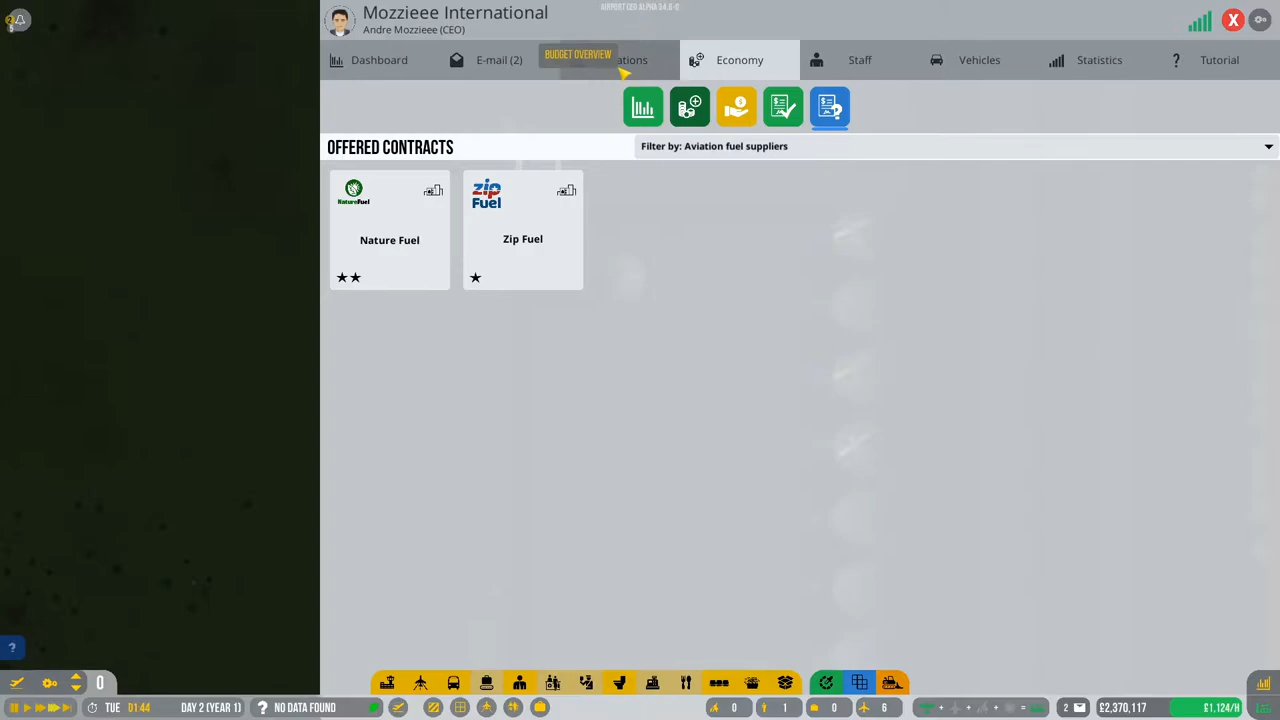 AIRPORT CEO ALPHA 34.6-0
Mozzieee International
Andre Mozzieee (CEO)
Dashboard
E-mail (2)
BUDGET OVERVIEW
ations
Economy
Staff
Vehicles
Statistics
? Tutorial
OFFERED CONTRACTS
Filter by: Aviation fuel suppliers
NatureFuel
Nature Fuel
★★
zip Fuel
Zip Fuel
★
?
0
TUE 01:44
DAY 2 (YEAR 1)
? NO DATA FOUND
0
1
0
6
2
£2,370,117
£1,124/H